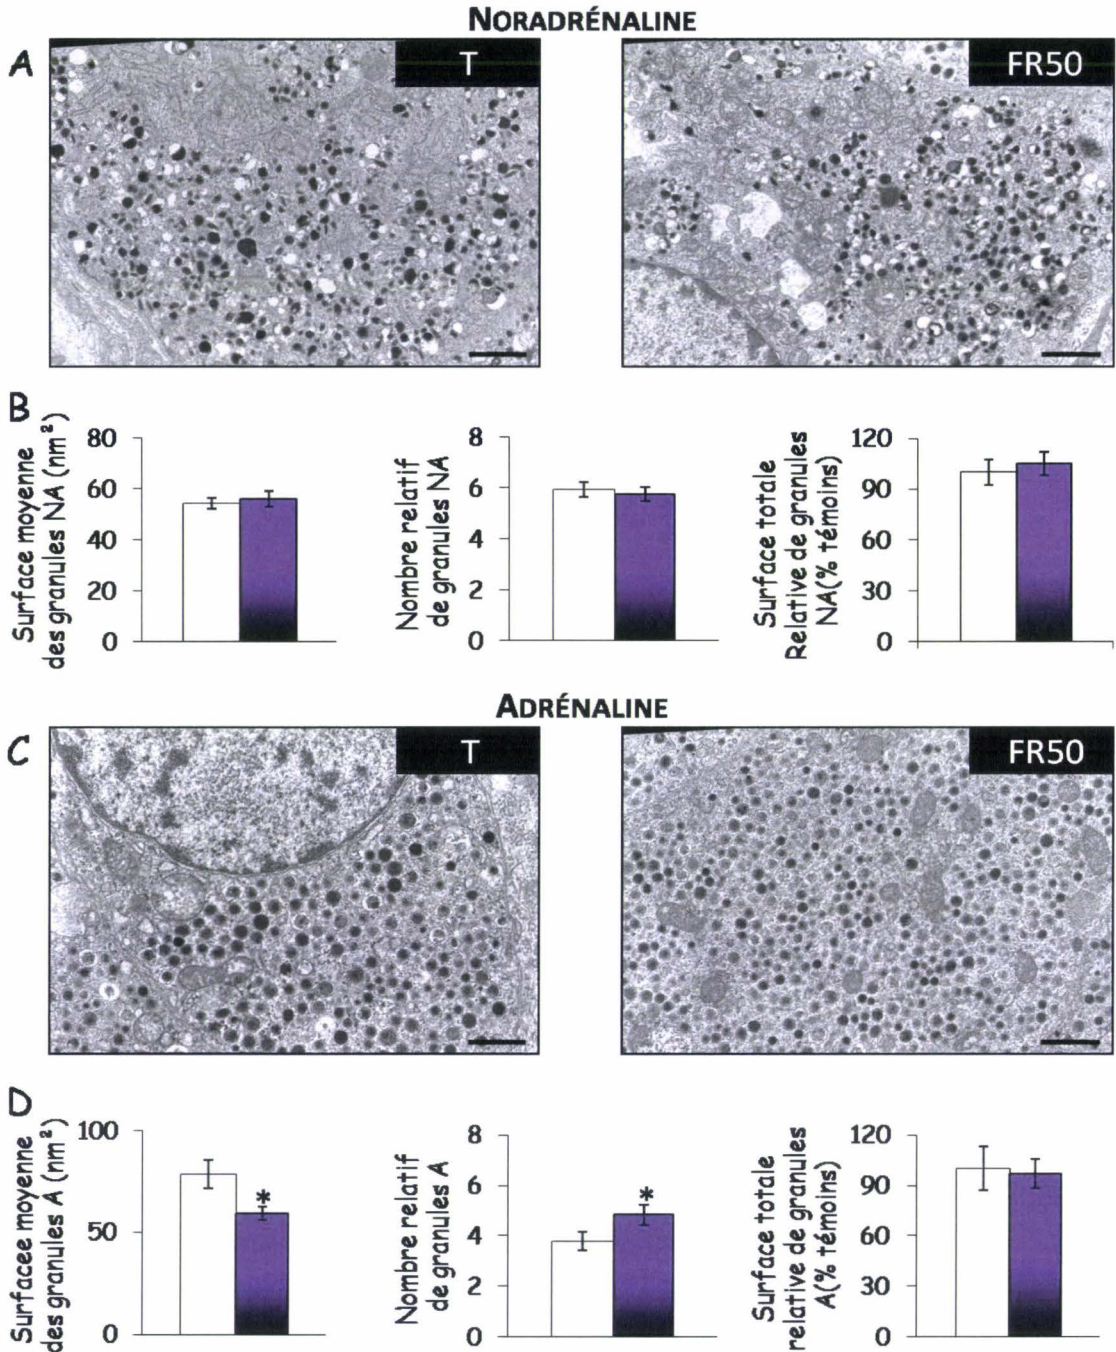 NORADRÉNALINE
A
T
FR50
B
Surface moyenne
des granules NA (nm²)
80
60
40
20
0
Nombre relatif
de granules NA
8
6
4
2
0
Surface totale
Relative de granules
NA(% témoins)
120
90
60
30
0
ADRÉNALINE
C
T
FR50
D
Surfacee moyenne
des granules A (nm²)
100
50
0
*
Nombre relatif
de granules A
8
6
4
2
0
*
Surface totale
relative de granules
A(% témoins)
120
90
60
30
0